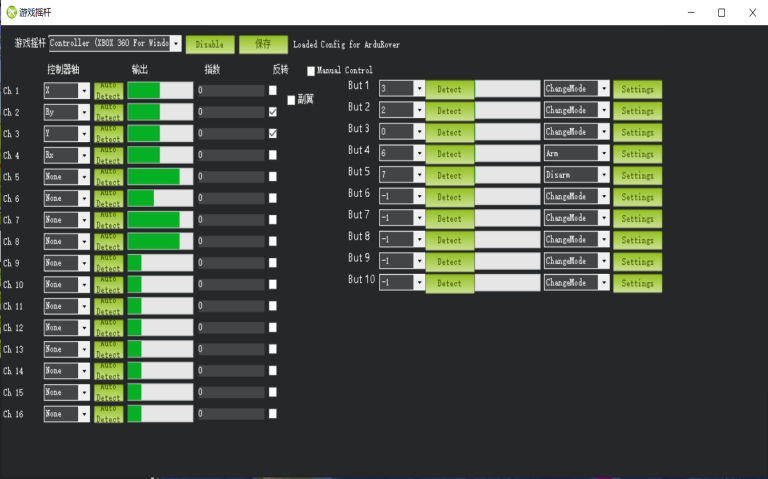 游戏摇杆
游戏摇杆 Controller (XBOX 360 For Windo Disable 保存 Loaded Config for ArduRover
控制器轴 输出 指数 反转 Manual Control
Ch 1 X Auto Detect 0 But 1 3 Detect ChangeMode Settings
副翼
Ch 2 Ry Auto Detect 0 But 2 2 Detect ChangeMode Settings
Ch 3 Y Auto Detect 0 But 3 0 Detect ChangeMode Settings
Ch 4 Rx Auto Detect 0 But 4 6 Detect Arm Settings
Ch 5 None Auto Detect 0 But 5 7 Detect Disarm Settings
Ch 6 None Auto Detect 0 But 6 -1 Detect ChangeMode Settings
Ch 7 None Auto Detect 0 But 7 -1 Detect ChangeMode Settings
Ch 8 None Auto Detect 0 But 8 -1 Detect ChangeMode Settings
Ch 9 None Auto Detect 0 But 9 -1 Detect ChangeMode Settings
Ch 10 None Auto Detect 0 But 10 -1 Detect ChangeMode Settings
Ch 11 None Auto Detect 0
Ch 12 None Auto Detect 0
Ch 13 None Auto Detect 0
Ch 14 None Auto Detect 0
Ch 15 None Auto Detect 0
Ch 16 None Auto Detect 0